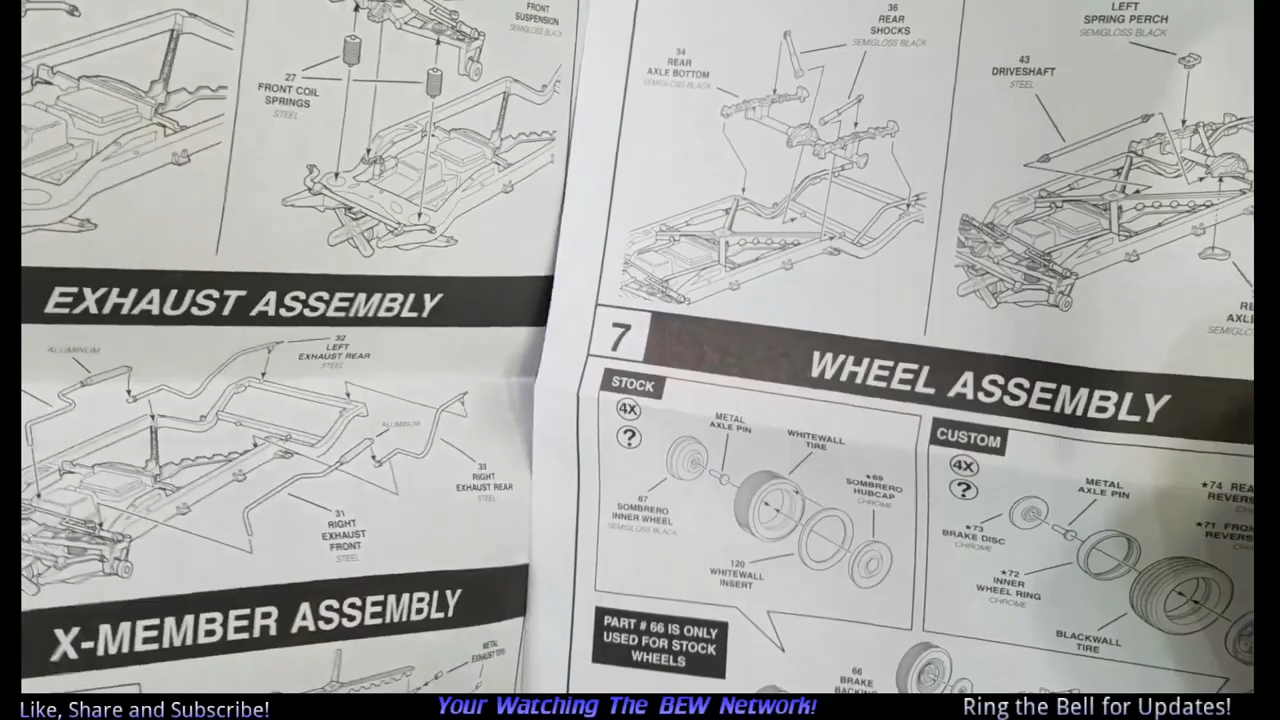 FRONT
SUSPENSION
SEMIGLOSS BLACK
27
FRONT COIL
SPRINGS
STEEL
EXHAUST ASSEMBLY
ALUMINUM
32
LEFT
EXHAUST REAR
STEEL
ALUMINUM
33
RIGHT
EXHAUST REAR
STEEL
31
RIGHT
EXHAUST
FRONT
STEEL
X-MEMBER ASSEMBLY
METAL
EXHAUST TIPS
36
REAR
SHOCKS
SEMIGLOSS BLACK
34
REAR
AXLE BOTTOM
SEMIGLOSS BLACK
LEFT
SPRING PERCH
SEMIGLOSS BLACK
43
DRIVESHAFT
STEEL
7
WHEEL ASSEMBLY
STOCK
4X
?
METAL
AXLE PIN
WHITEWALL
TIRE
★69
SOMBRERO
HUBCAP
CHROME
67
SOMBRERO
INNER WHEEL
SEMIGLOSS BLACK
120
WHITEWALL
INSERT
PART # 66 IS ONLY
USED FOR STOCK
WHEELS
66
BRAKE
CUSTOM
4X
?
METAL
AXLE PIN
★73
BRAKE DISC
CHROME
★72
INNER
WHEEL RING
CHROME
BLACKWALL
TIRE
★74 REA
REVERS
★71 FRON
REVERS
Like, Share and Subscribe!
Your Watching The BEW Network!
Ring the Bell for Updates!